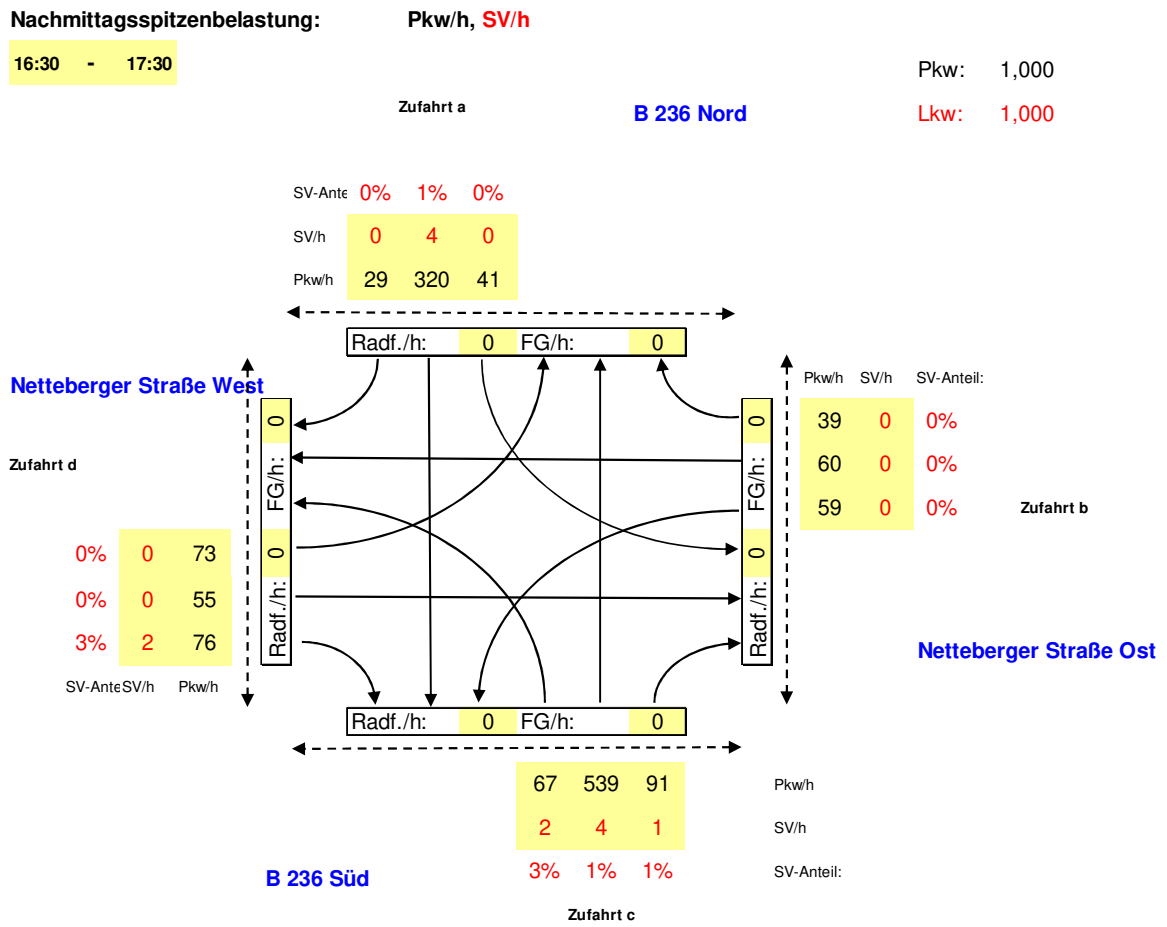 Nachmittagsspitzenbelastung: Pkw/h, SV/h
16:30 - 17:30
Pkw: 1,000
Zufahrt a
B 236 Nord
Lkw: 1,000
SV-Ante 0% 1% 0%
SV/h 0 4 0
Pkw/h 29 320 41
Radf./h: 0 FG/h: 0
Netteberger Straße West
Pkw/h SV/h SV-Anteil:
39 0 0%
60 0 0%
59 0 0%
Zufahrt b
Zufahrt d
Radf./h: 0 FG/h: 0
Radf./h: 0 FG/h: 0
0% 0 73
0% 0 55
3% 2 76
SV-Ante SV/h Pkw/h
Netteberger Straße Ost
Radf./h: 0 FG/h: 0
67 539 91 Pkw/h
2 4 1 SV/h
3% 1% 1% SV-Anteil:
B 236 Süd
Zufahrt c